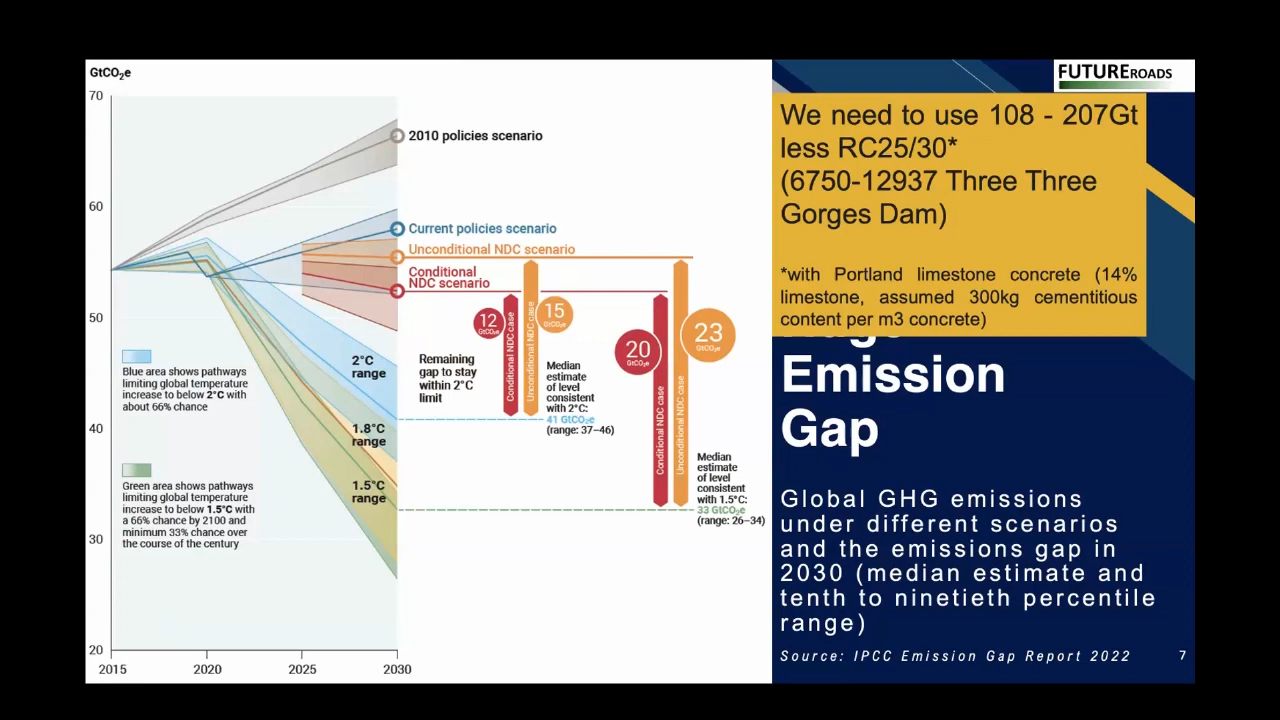 GtCO₂e
70
60
50
40
30
20
2015
2020
2025
2030
2010 policies scenario
Current policies scenario
Unconditional NDC scenario
Conditional
NDC scenario
Blue area shows pathways
limiting global temperature
increase to below 2°C with
about 66% chance
Green area shows pathways
limiting global temperature
increase to below 1.5°C with
a 66% chance by 2100 and
minimum 33% chance over
the course of the century
2°C
range
1.8°C
range
1.5°C
range
Remaining
gap to stay
within 2°C
limit
12
GtCO₂e
Conditional NDC case
Unconditional NDC case
15
GtCO₂e
Median
estimate
of level
consistent
with 2°C:
41 GtCO₂e
(range: 37–46)
20
GtCO₂e
Conditional NDC case
Unconditional NDC case
23
GtCO₂e
Median
estimate
of level
consistent
with 1.5°C:
33 GtCO₂e
(range: 26–34)
FUTUREROADS
We need to use 108 - 207Gt
less RC25/30*
(6750-12937 Three Three
Gorges Dam)
*with Portland limestone concrete (14%
limestone, assumed 300kg cementitious
content per m3 concrete)
Emission
Gap
Global GHG emissions
under different scenarios
and the emissions gap in
2030 (median estimate and
tenth to ninetieth percentile
range)
Source: IPCC Emission Gap Report 2022
7